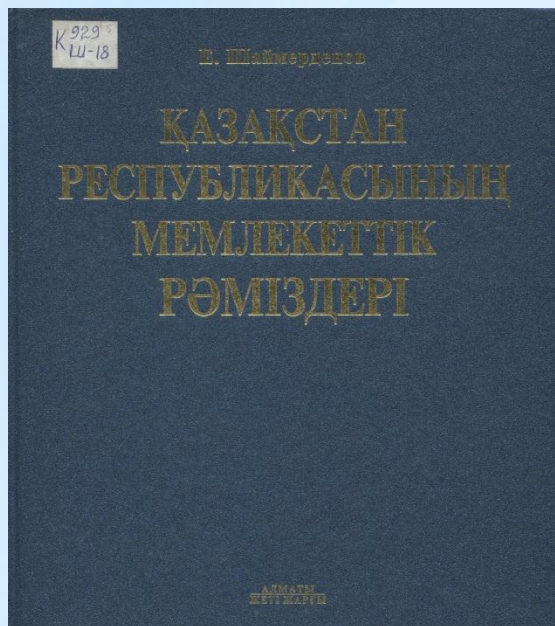 К 929
Ш-18
Е. Шаймерденов
ҚАЗАҚСТАН
РЕСПУБЛИКАСЫНЫҢ
МЕМЛЕКЕТТІК
РӘМІЗДЕРІ
АЛМАТЫ
ЖЕТІ ЖАРҒЫ